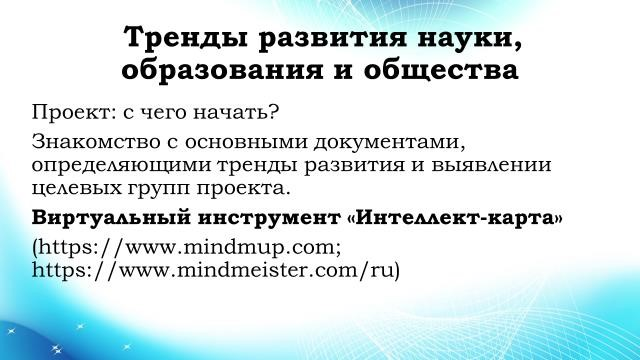 Тренды развития науки,
образования и общества
Проект: с чего начать?
Знакомство с основными документами,
определяющими тренды развития и выявлении
целевых групп проекта.
Виртуальный инструмент «Интеллект-карта»
(https://www.mindmup.com;
https://www.mindmeister.com/ru)